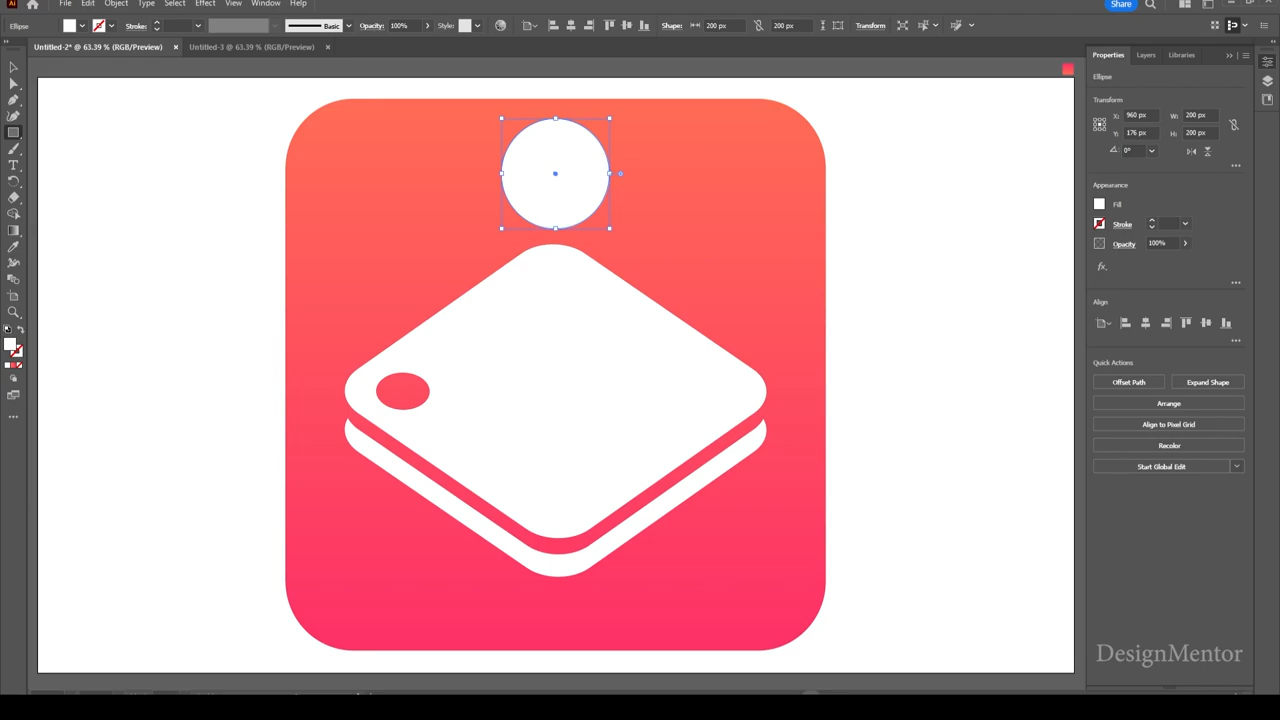 Ai File Edit Object Type Select Effect View Window Help Share
Ellipse Stroke: Basic Opacity: 100% Style: Shape: 200 px 200 px Transform
Untitled-2* @ 63.39 % (RGB/Preview) × Untitled-3 @ 63.39 % (RGB/Preview) ×
Properties Layers Libraries
Ellipse
Transform
X: 960 px W: 200 px
Y: 176 px H: 200 px
0°
Appearance
Fill
Stroke
Opacity 100%
fx.
Align
Quick Actions
Offset Path Expand Shape
Arrange
Align to Pixel Grid
Recolor
Start Global Edit
DesignMentor